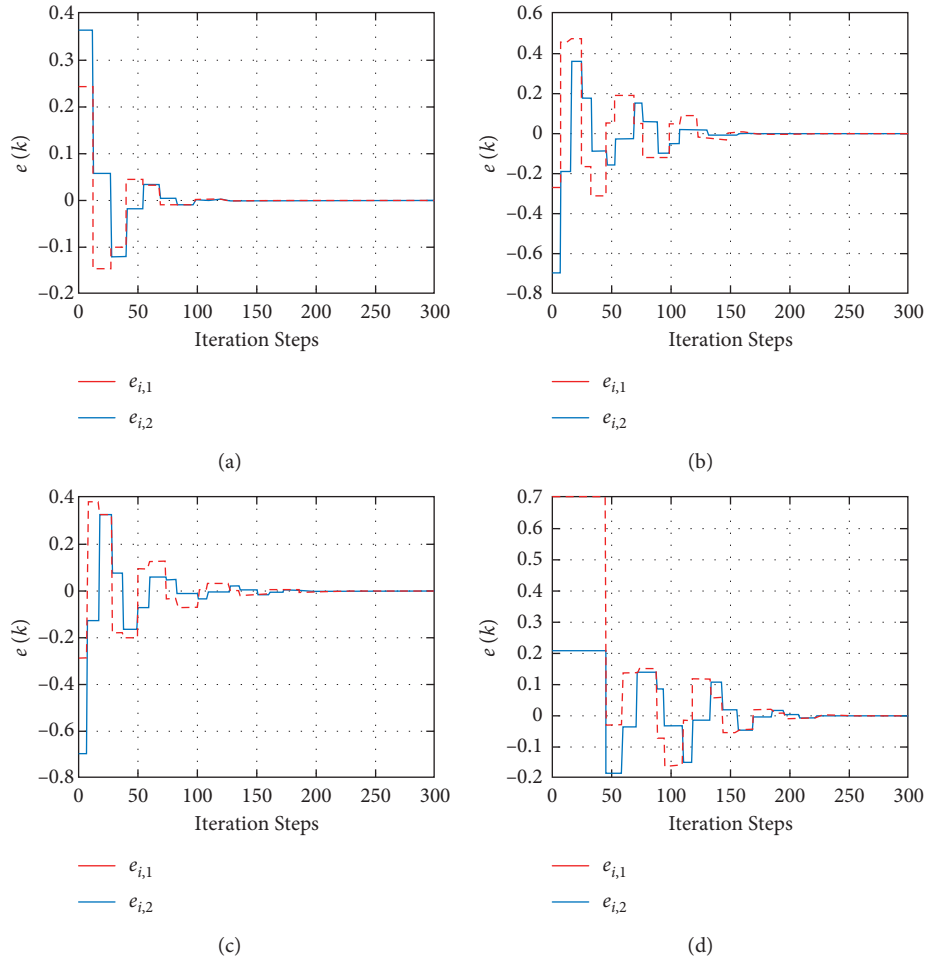 0.4
0.3
0.2
0.1
0
–0.1
–0.2
e (k)
0 50 100 150 200 250 300
Iteration Steps
e_{i,1}
e_{i,2}
(a)
0.6
0.4
0.2
0
–0.2
–0.4
–0.6
–0.8
e (k)
0 50 100 150 200 250 300
Iteration Steps
e_{i,1}
e_{i,2}
(b)
0.4
0.2
0
–0.2
–0.4
–0.6
–0.8
e (k)
0 50 100 150 200 250 300
Iteration Steps
e_{i,1}
e_{i,2}
(c)
0.7
0.6
0.5
0.4
0.3
0.2
0.1
0
–0.1
–0.2
e (k)
0 50 100 150 200 250 300
Iteration Steps
e_{i,1}
e_{i,2}
(d)